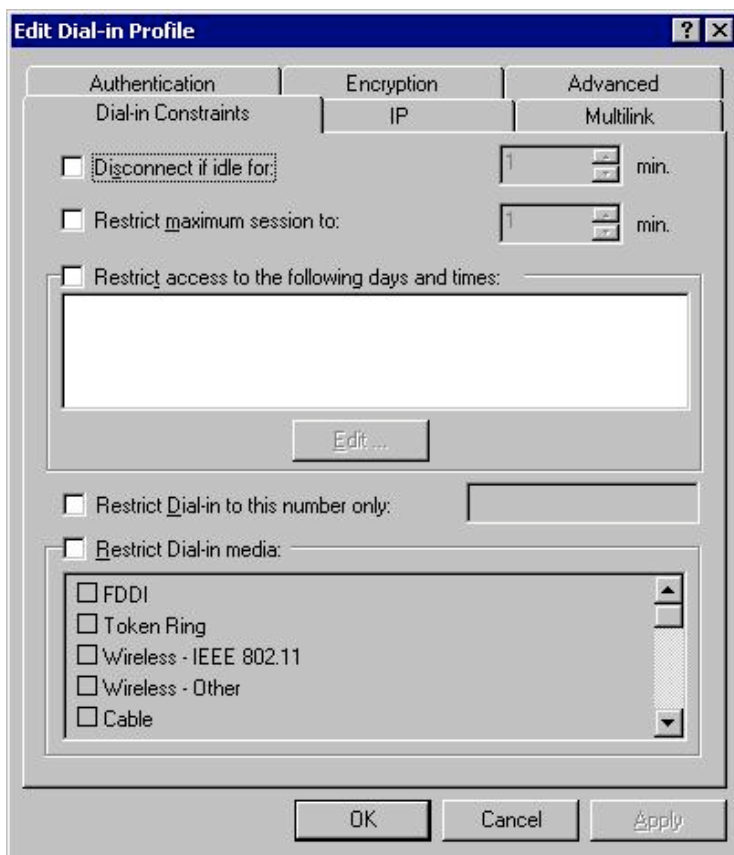 Edit Dial-in Profile
Authentication Encryption Advanced
Dial-in Constraints IP Multilink
Disconnect if idle for: 1 min.
Restrict maximum session to: 1 min.
Restrict access to the following days and times:
Edit ...
Restrict Dial-in to this number only:
Restrict Dial-in media:
FDDI
Token Ring
Wireless - IEEE 802.11
Wireless - Other
Cable
OK Cancel Apply